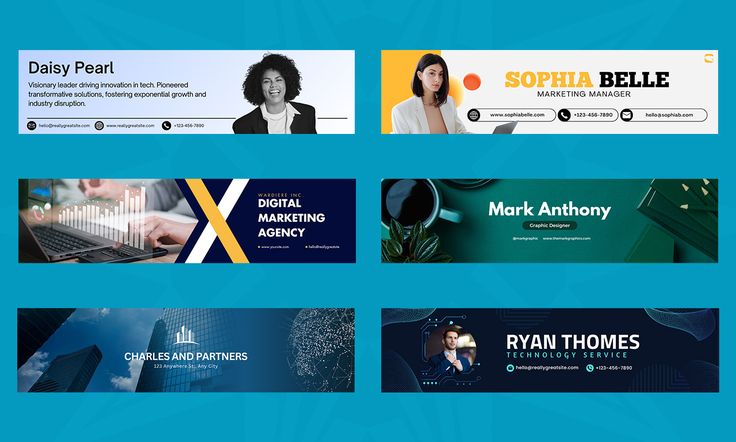 Daisy Pearl
Visionary leader driving innovation in tech. Pioneered
transformative solutions, fostering exponential growth and
industry disruption.
hello@reallygreatsite.com
www.reallygreatsite.com
+123-456-7890
SOPHIA BELLE
MARKETING MANAGER
www.sophiabelle.com
+123-456-7890
hello@sophiab.com
WARDIERE INC.
DIGITAL
MARKETING
AGENCY
www.yoursite.com
hello@reallygreatsite
Mark Anthony
Graphic Designer
@markgraphic
www.themarkgraphics.com
CHARLES AND PARTNERS
123 Anywhere St., Any City
RYAN THOMES
TECHNOLOGY SERVICE
hello@reallygreatsite.com
+123-456-7890